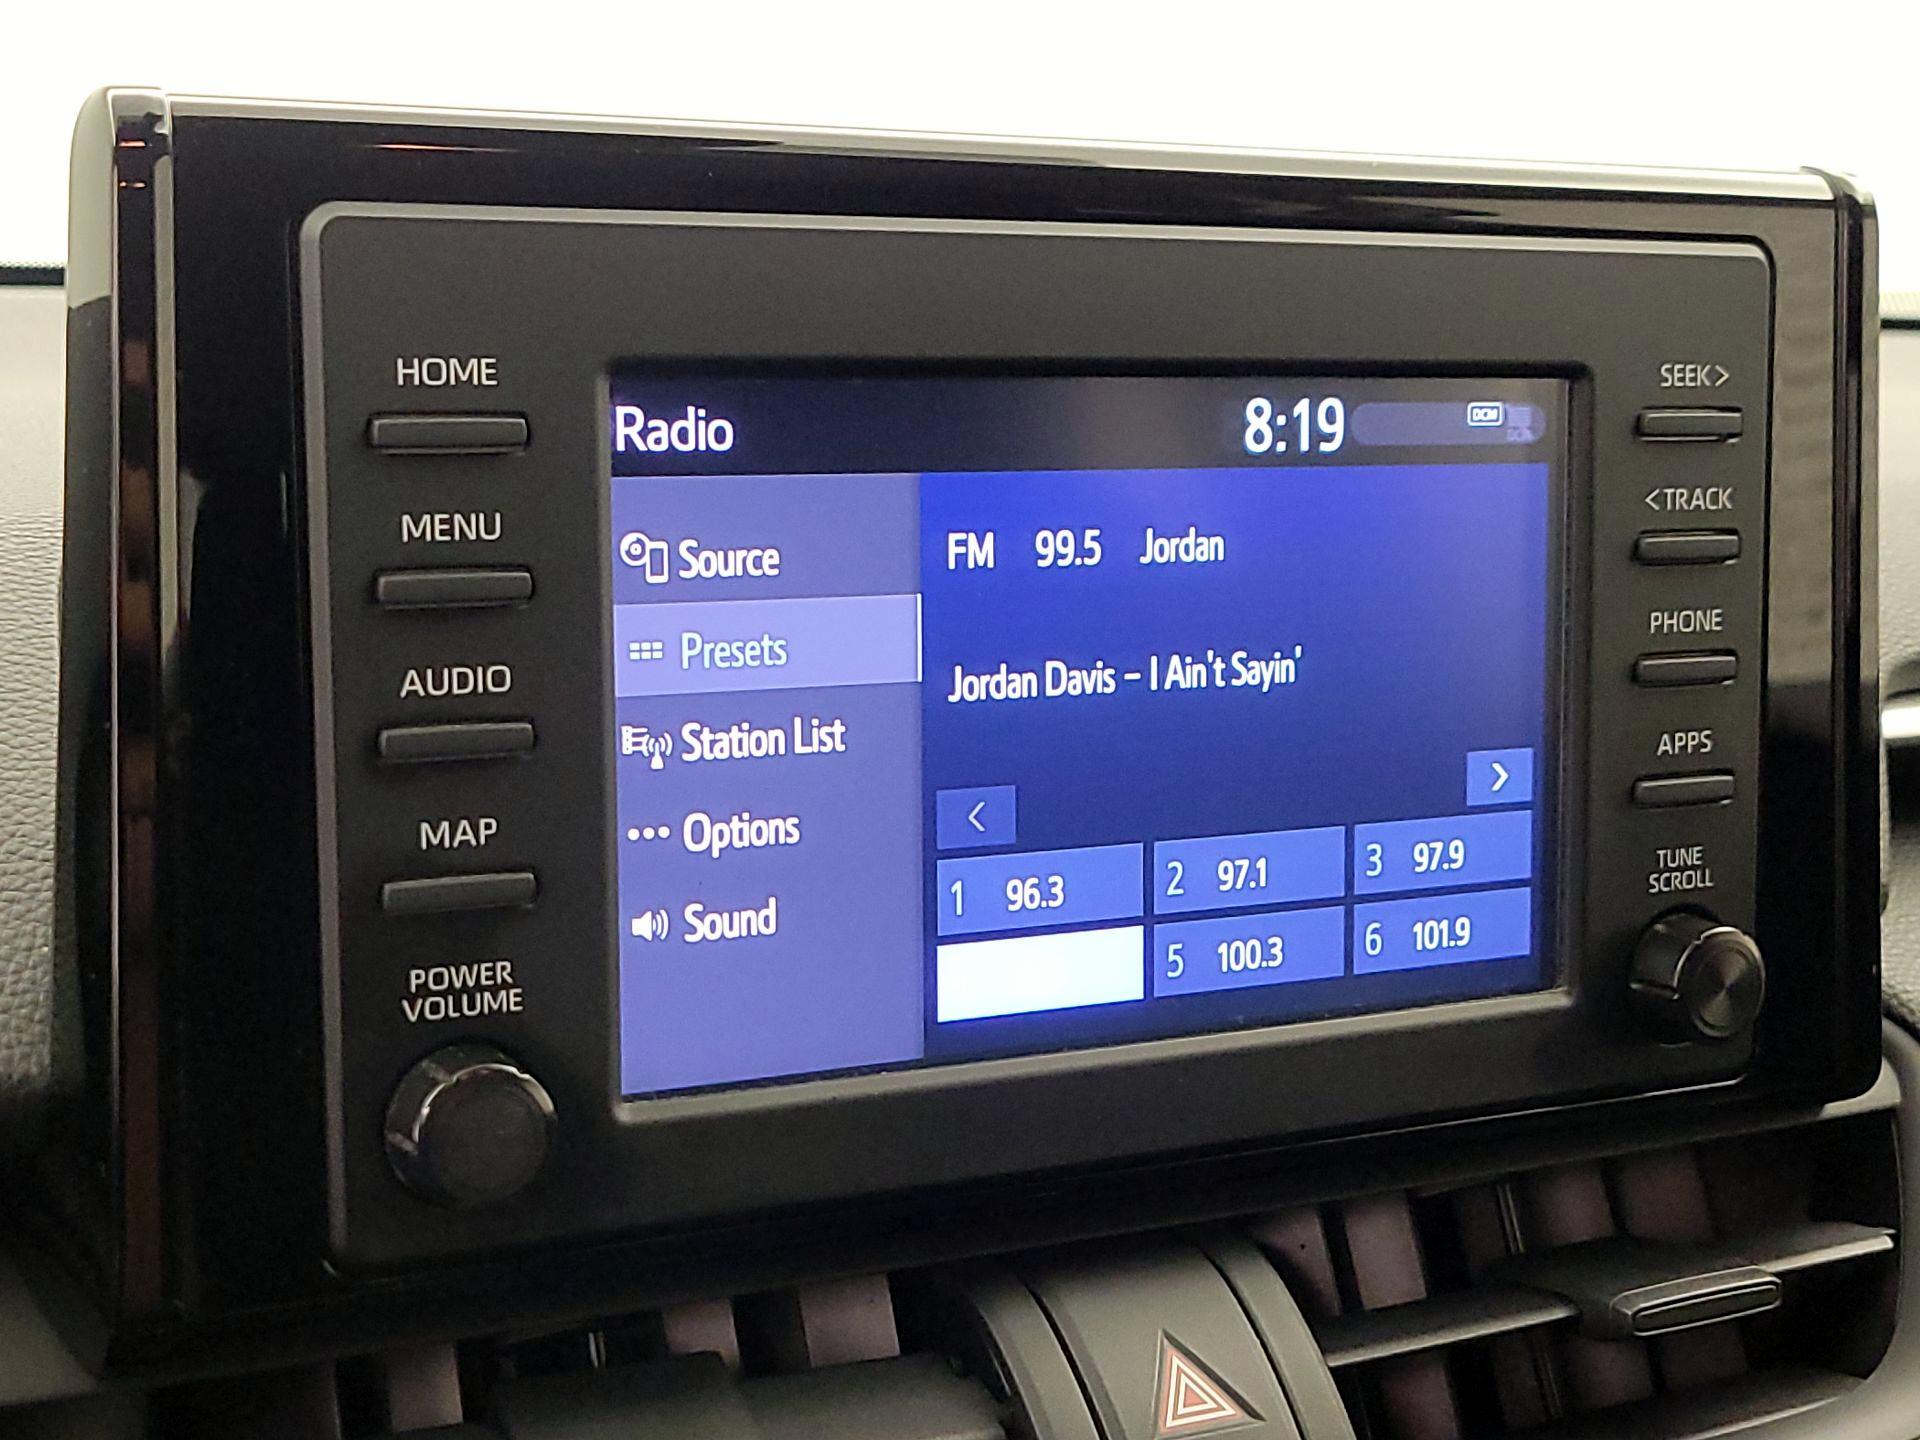 HOME
MENU
AUDIO
MAP
POWER
VOLUME
Radio
8:19
DCM
Source
Presets
Station List
Options
Sound
FM 99.5 Jordan
Jordan Davis – I Ain't Sayin'
<
>
1 96.3
2 97.1
3 97.9
5 100.3
6 101.9
SEEK >
< TRACK
PHONE
APPS
TUNE
SCROLL